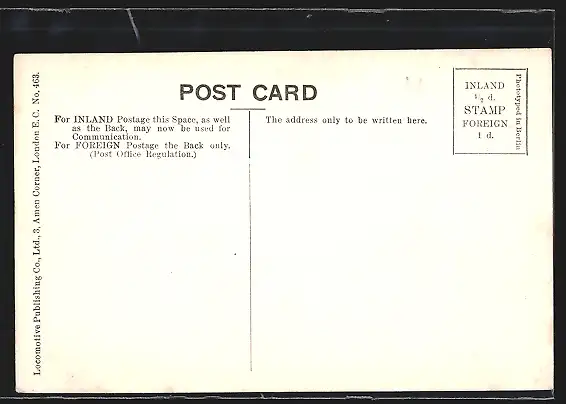 POST CARD
For INLAND Postage this Space, as well
as the Back, may now be used for
Communication.
For FOREIGN Postage the Back only.
(Post Office Regulation.)
The address only to be written here.
INLAND
½ d.
STAMP
FOREIGN
1 d.
Phototyped in Berlin
Locomotive Publishing Co., Ltd., 3, Amen Corner, London E. C. No. 463.